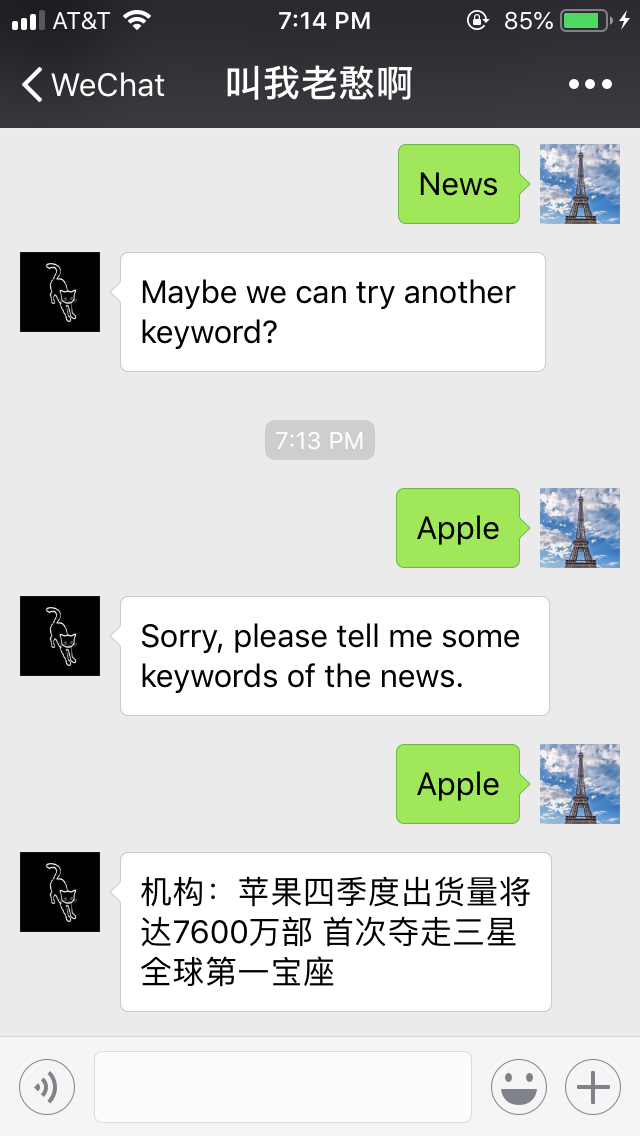 AT&T 7:14 PM 85%
WeChat 叫我老憨啊
News
Maybe we can try another
keyword?
7:13 PM
Apple
Sorry, please tell me some
keywords of the news.
Apple
机构：苹果四季度出货量将
达7600万部 首次夺走三星
全球第一宝座